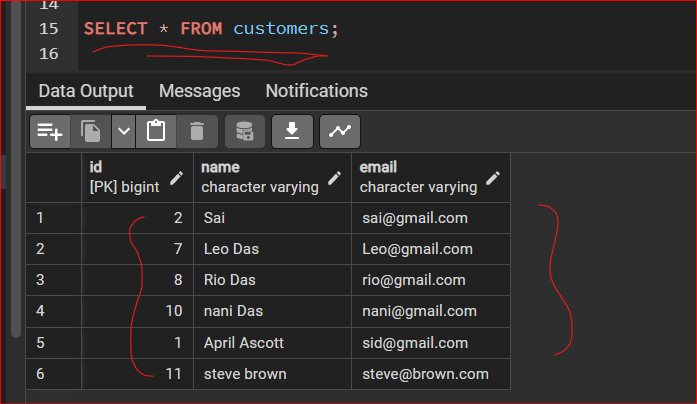 14
15 SELECT * FROM customers;
16
Data Output Messages Notifications
id name email
[PK] bigint character varying character varying
1 2 Sai sai@gmail.com
2 7 Leo Das Leo@gmail.com
3 8 Rio Das rio@gmail.com
4 10 nani Das nani@gmail.com
5 1 April Ascott sid@gmail.com
6 11 steve brown steve@brown.com